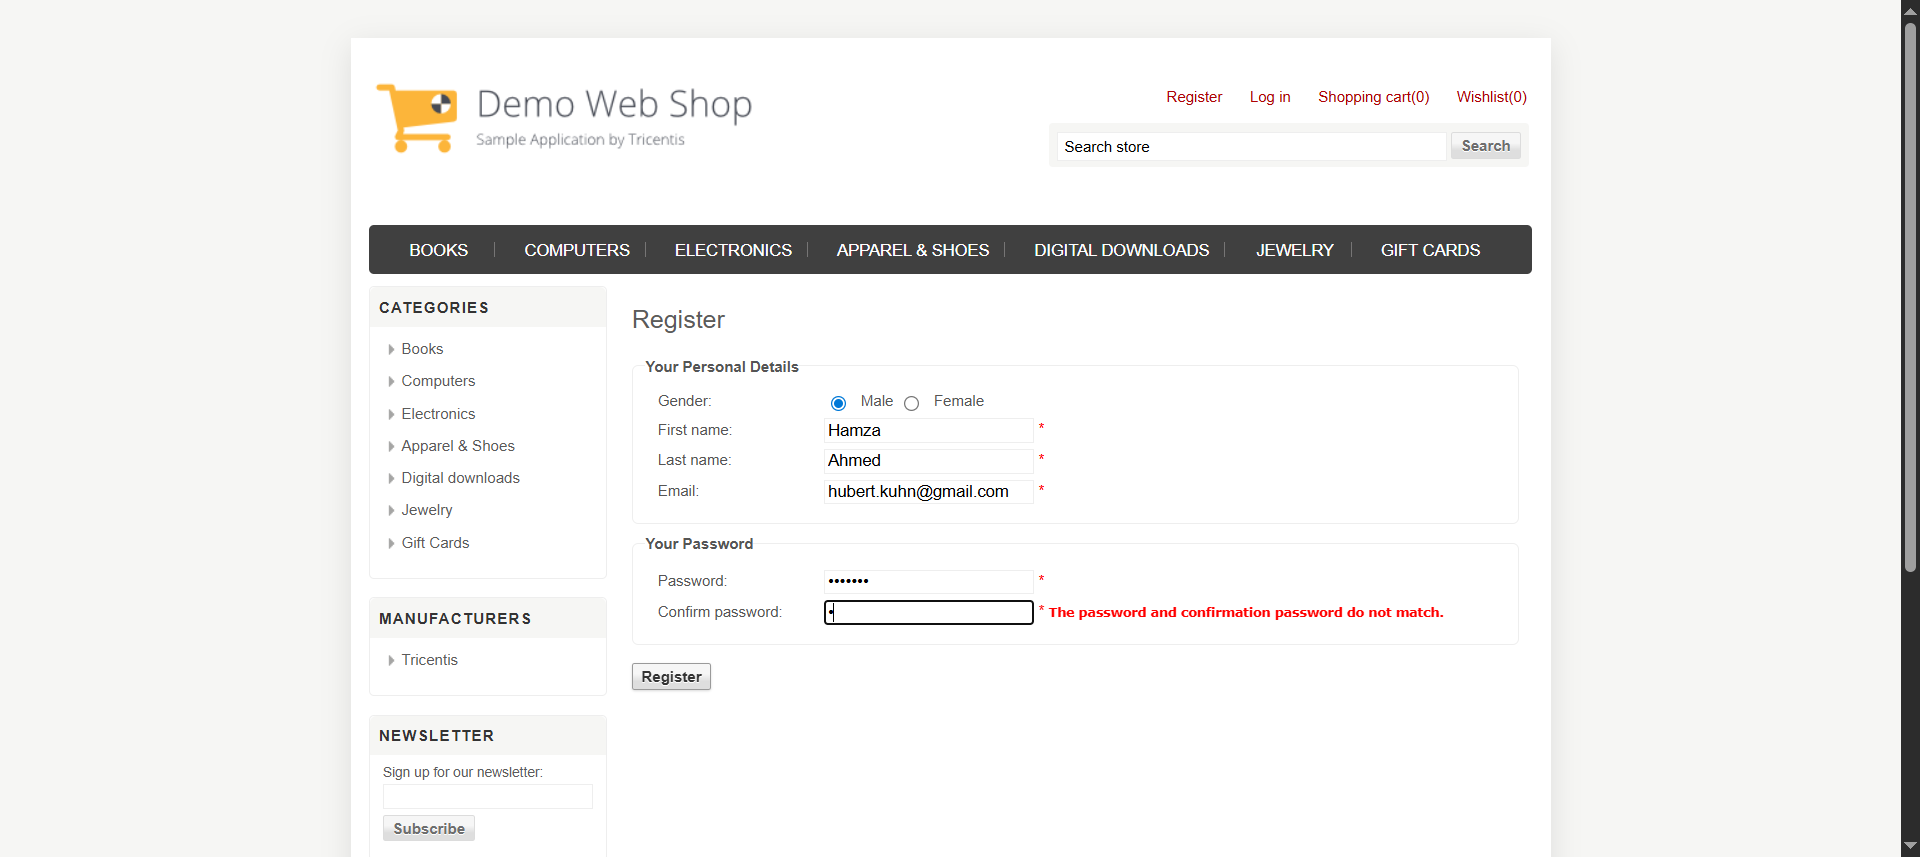 Demo Web Shop
Sample Application by Tricentis
Register Log in Shopping cart(0) Wishlist(0)
Search store Search
BOOKS COMPUTERS ELECTRONICS APPAREL & SHOES DIGITAL DOWNLOADS JEWELRY GIFT CARDS
CATEGORIES
Books
Computers
Electronics
Apparel & Shoes
Digital downloads
Jewelry
Gift Cards
MANUFACTURERS
Tricentis
NEWSLETTER
Sign up for our newsletter:
Subscribe
Register
Your Personal Details
Gender: Male Female
First name: Hamza *
Last name: Ahmed *
Email: hubert.kuhn@gmail.com *
Your Password
Password: ••••••• *
Confirm password: • * The password and confirmation password do not match.
Register